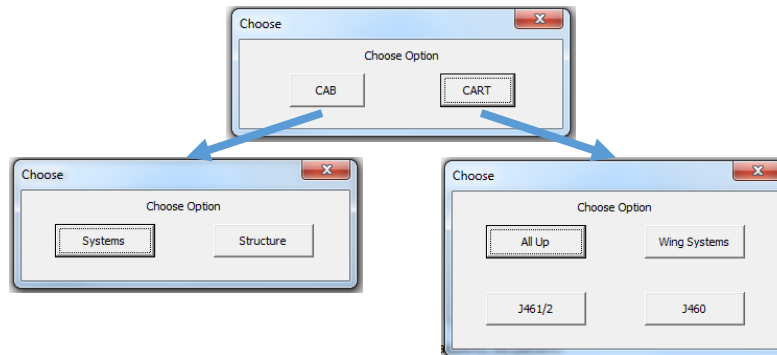 Choose
Choose Option
CAB CART
Choose
Choose Option
Systems Structure
Choose
Choose Option
All Up Wing Systems
J461/2 J460